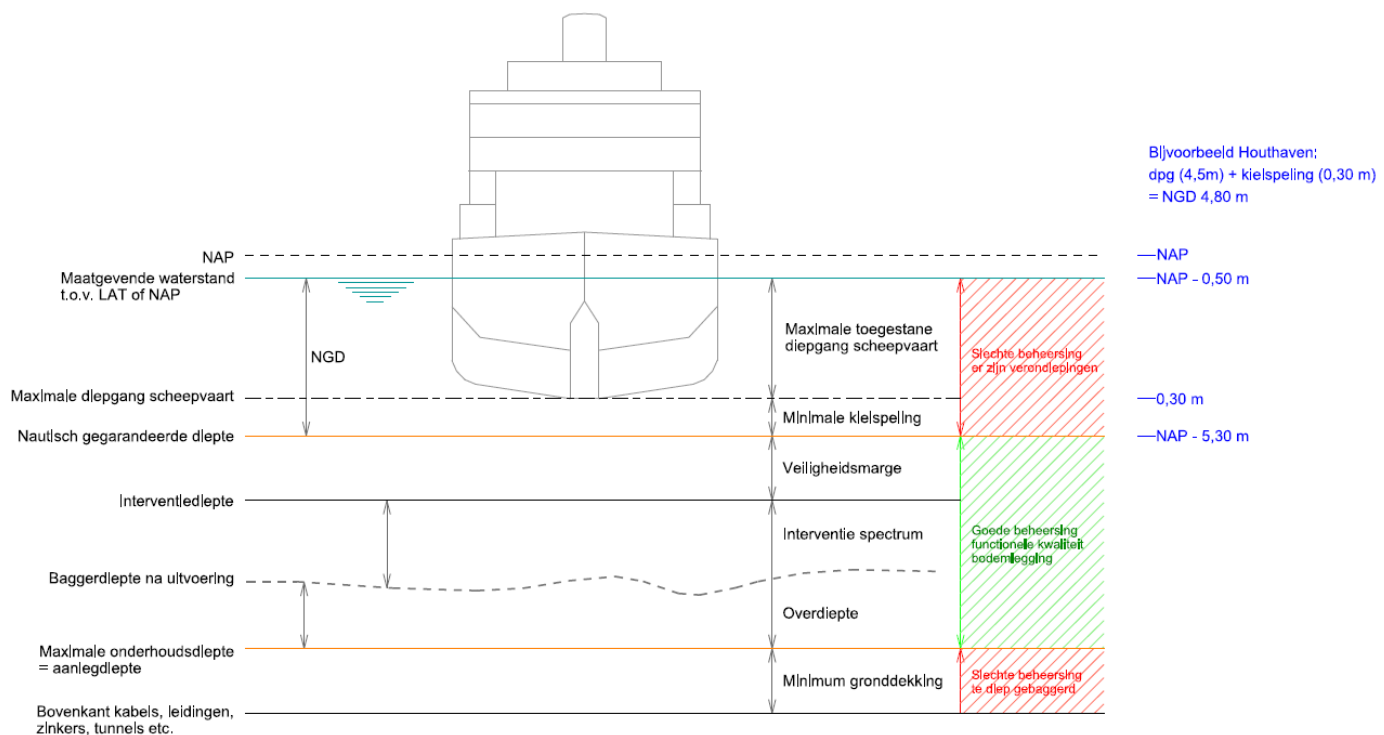 Bijvoorbeeld Houthaven:
dpg (4,5m) + kielspeling (0,30 m)
= NGD 4,80 m
NAP
NAP
Maatgevende waterstand
t.o.v. LAT of NAP
NAP - 0,50 m
NGD
Maximale toegestane
diepgang scheepvaart
Slechte beheersing
er zijn verondiepingen
Maximale diepgang scheepvaart
0,30 m
Minimale kielspeling
Nautisch gegarandeerde diepte
NAP - 5,30 m
Veiligheidsmarge
Interventiediepte
Interventie spectrum
Goede beheersing
functionele kwaliteit
bodemlegging
Baggerdiepte na uitvoering
Overdiepte
Maximale onderhoudsdiepte
= aanlegdiepte
Minimum gronddekking
Slechte beheersing
te diep gebaggerd
Bovenkant kabels, leidingen,
zinkers, tunnels etc.